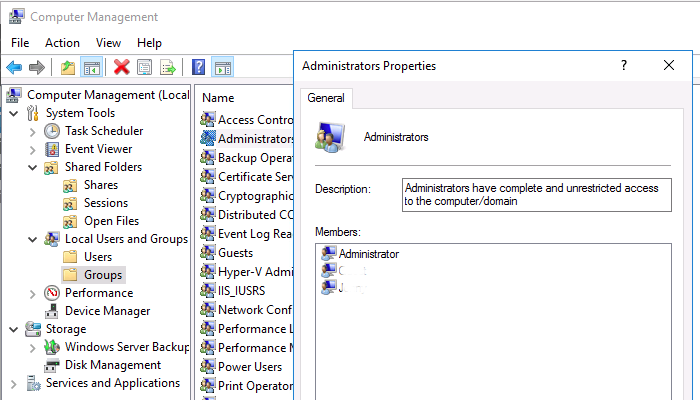 Computer Management
File Action View Help
Computer Management (Local
System Tools
Task Scheduler
Event Viewer
Shared Folders
Shares
Sessions
Open Files
Local Users and Groups
Users
Groups
Performance
Device Manager
Storage
Windows Server Backup
Disk Management
Services and Applications
Name
Access Contro
Administrators
Backup Opera
Certificate Serv
Cryptographic
Distributed CO
Event Log Rea
Guests
Hyper-V Admi
IIS_IUSRS
Network Conf
Performance L
Performance M
Power Users
Print Operator
Administrators Properties
General
Administrators
Description:
Administrators have complete and unrestricted access
to the computer/domain
Members:
Administrator